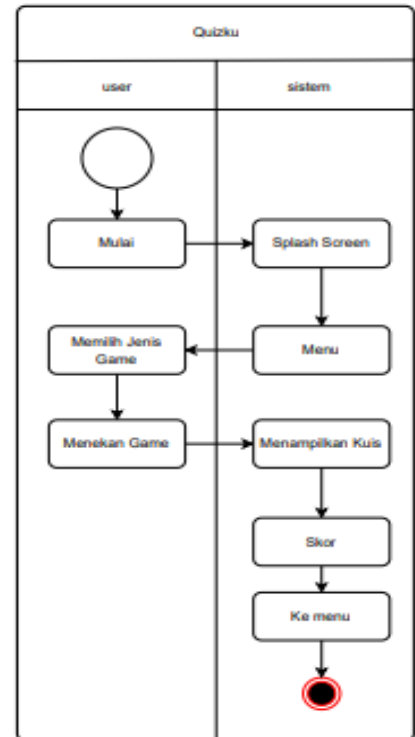 Quizku
user
sistem
Mulai
Splash Screen
Memilih Jenis
Game
Menu
Menekan Game
Menampilkan Kuis
Skor
Ke menu